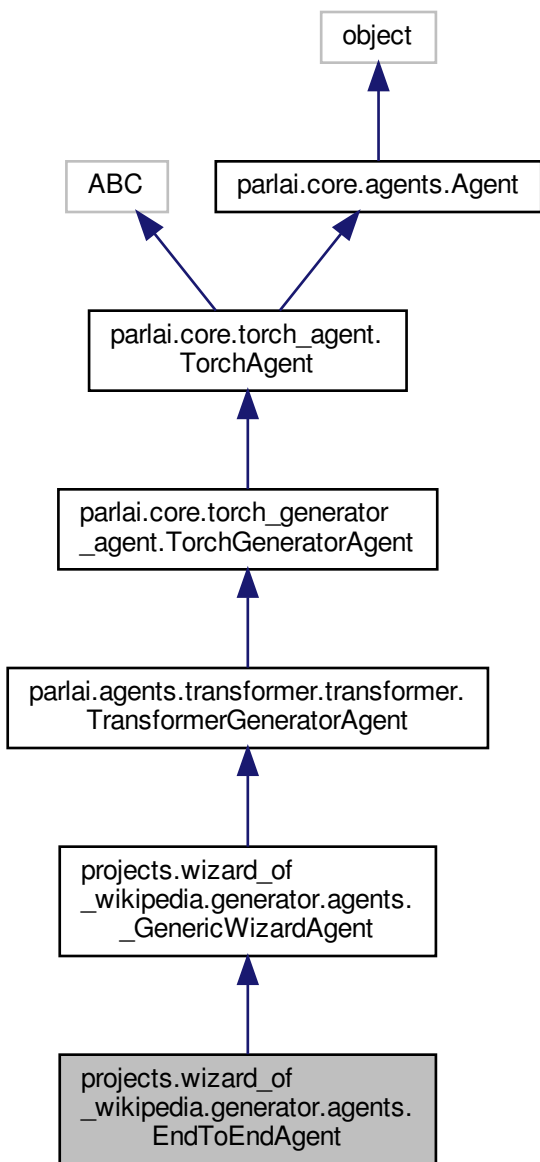 object
ABC
parlai.core.agents.Agent
parlai.core.torch_agent.
TorchAgent
parlai.core.torch_generator
_agent.TorchGeneratorAgent
parlai.agents.transformer.transformer.
TransformerGeneratorAgent
projects.wizard_of
_wikipedia.generator.agents.
_GenericWizardAgent
projects.wizard_of
_wikipedia.generator.agents.
EndToEndAgent